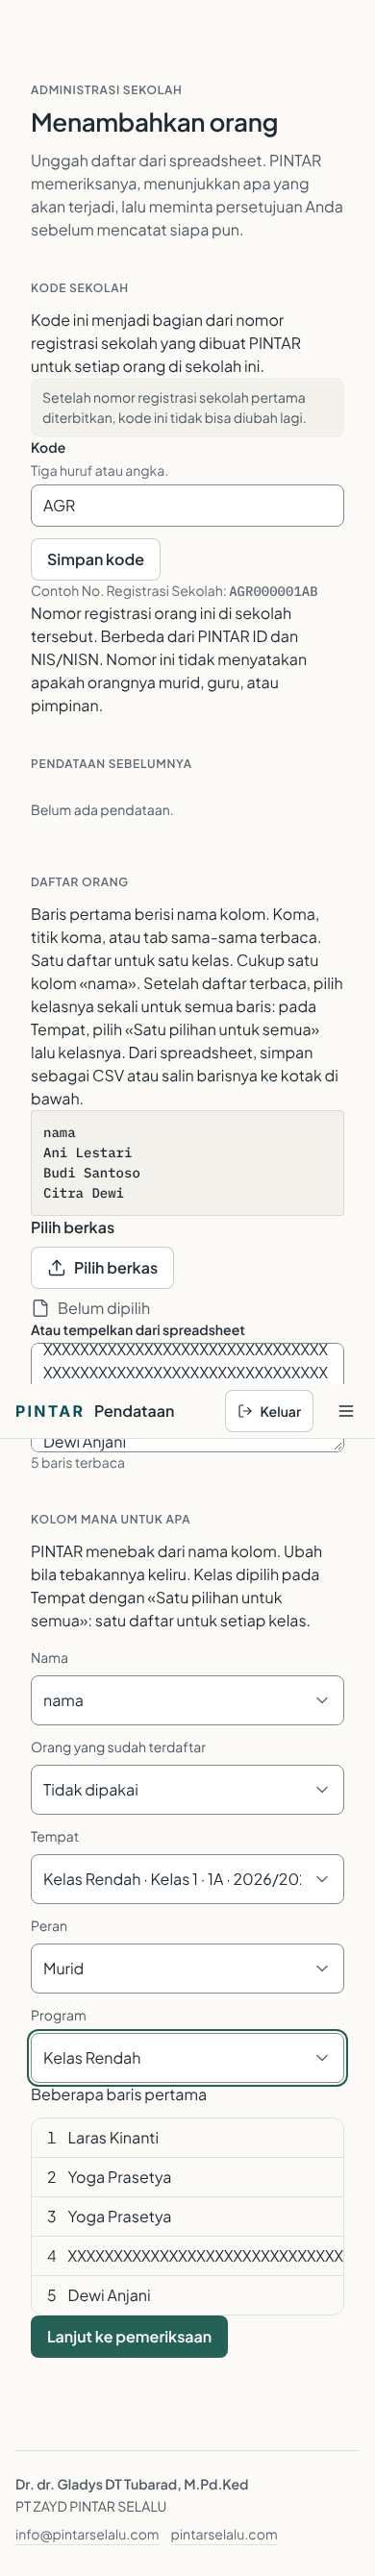 ADMINISTRASI SEKOLAH
Menambahkan orang
Unggah daftar dari spreadsheet. PINTAR
memeriksanya, menunjukkan apa yang
akan terjadi, lalu meminta persetujuan Anda
sebelum mencatat siapa pun.
KODE SEKOLAH
Kode ini menjadi bagian dari nomor
registrasi sekolah yang dibuat PINTAR
untuk setiap orang di sekolah ini.
Setelah nomor registrasi sekolah pertama
diterbitkan, kode ini tidak bisa diubah lagi.
Kode
Tiga huruf atau angka.
AGR
Simpan kode
Contoh No. Registrasi Sekolah: AGR000001AB
Nomor registrasi orang ini di sekolah
tersebut. Berbeda dari PINTAR ID dan
NIS/NISN. Nomor ini tidak menyatakan
apakah orangnya murid, guru, atau
pimpinan.
PENDATAAN SEBELUMNYA
Belum ada pendataan.
DAFTAR ORANG
Baris pertama berisi nama kolom. Koma,
titik koma, atau tab sama-sama terbaca.
Satu daftar untuk satu kelas. Cukup satu
kolom «nama». Setelah daftar terbaca, pilih
kelasnya sekali untuk semua baris: pada
Tempat, pilih «Satu pilihan untuk semua»
lalu kelasnya. Dari spreadsheet, simpan
sebagai CSV atau salin barisnya ke kotak di
bawah.
nama
Ani Lestari
Budi Santoso
Citra Dewi
Pilih berkas
Pilih berkas
Belum dipilih
Atau tempelkan dari spreadsheet
XXXXXXXXXXXXXXXXXXXXXXXXXXXXXXX
XXXXXXXXXXXXXXXXXXXXXXXXXXXXXXX
PINTAR Pendataan Keluar
Dewi Anjani
5 baris terbaca
KOLOM MANA UNTUK APA
PINTAR menebak dari nama kolom. Ubah
bila tebakannya keliru. Kelas dipilih pada
Tempat dengan «Satu pilihan untuk
semua»: satu daftar untuk setiap kelas.
Nama
nama
Orang yang sudah terdaftar
Tidak dipakai
Tempat
Kelas Rendah · Kelas 1 · 1A · 2026/202
Peran
Murid
Program
Kelas Rendah
Beberapa baris pertama
1 Laras Kinanti
2 Yoga Prasetya
3 Yoga Prasetya
4 XXXXXXXXXXXXXXXXXXXXXXXXXXXXXX
5 Dewi Anjani
Lanjut ke pemeriksaan
Dr. dr. Gladys DT Tubarad, M.Pd.Ked
PT ZAYD PINTAR SELALU
info@pintarselalu.com pintarselalu.com